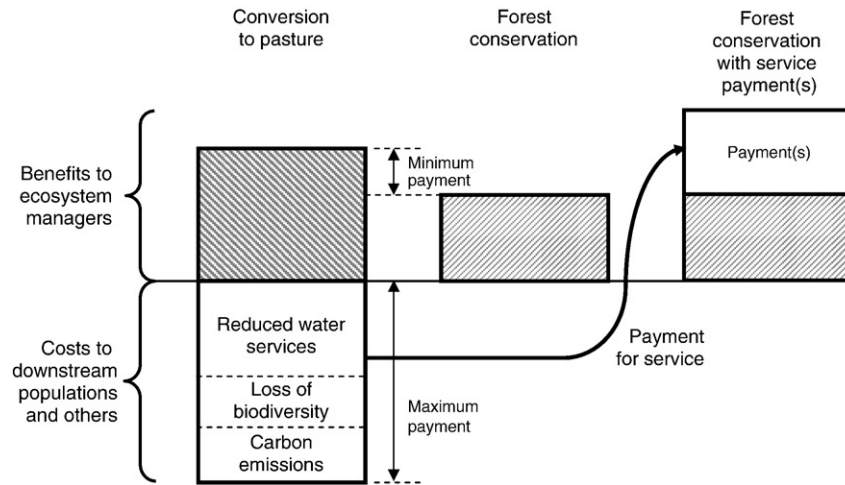 Conversion
to pasture
Forest
conservation
Forest
conservation
with service
payment(s)
Benefits to
ecosystem
managers
Minimum
payment
Payment(s)
Costs to
downstream
populations
and others
Reduced water
services
Loss of
biodiversity
Carbon
emissions
Maximum
payment
Payment
for service